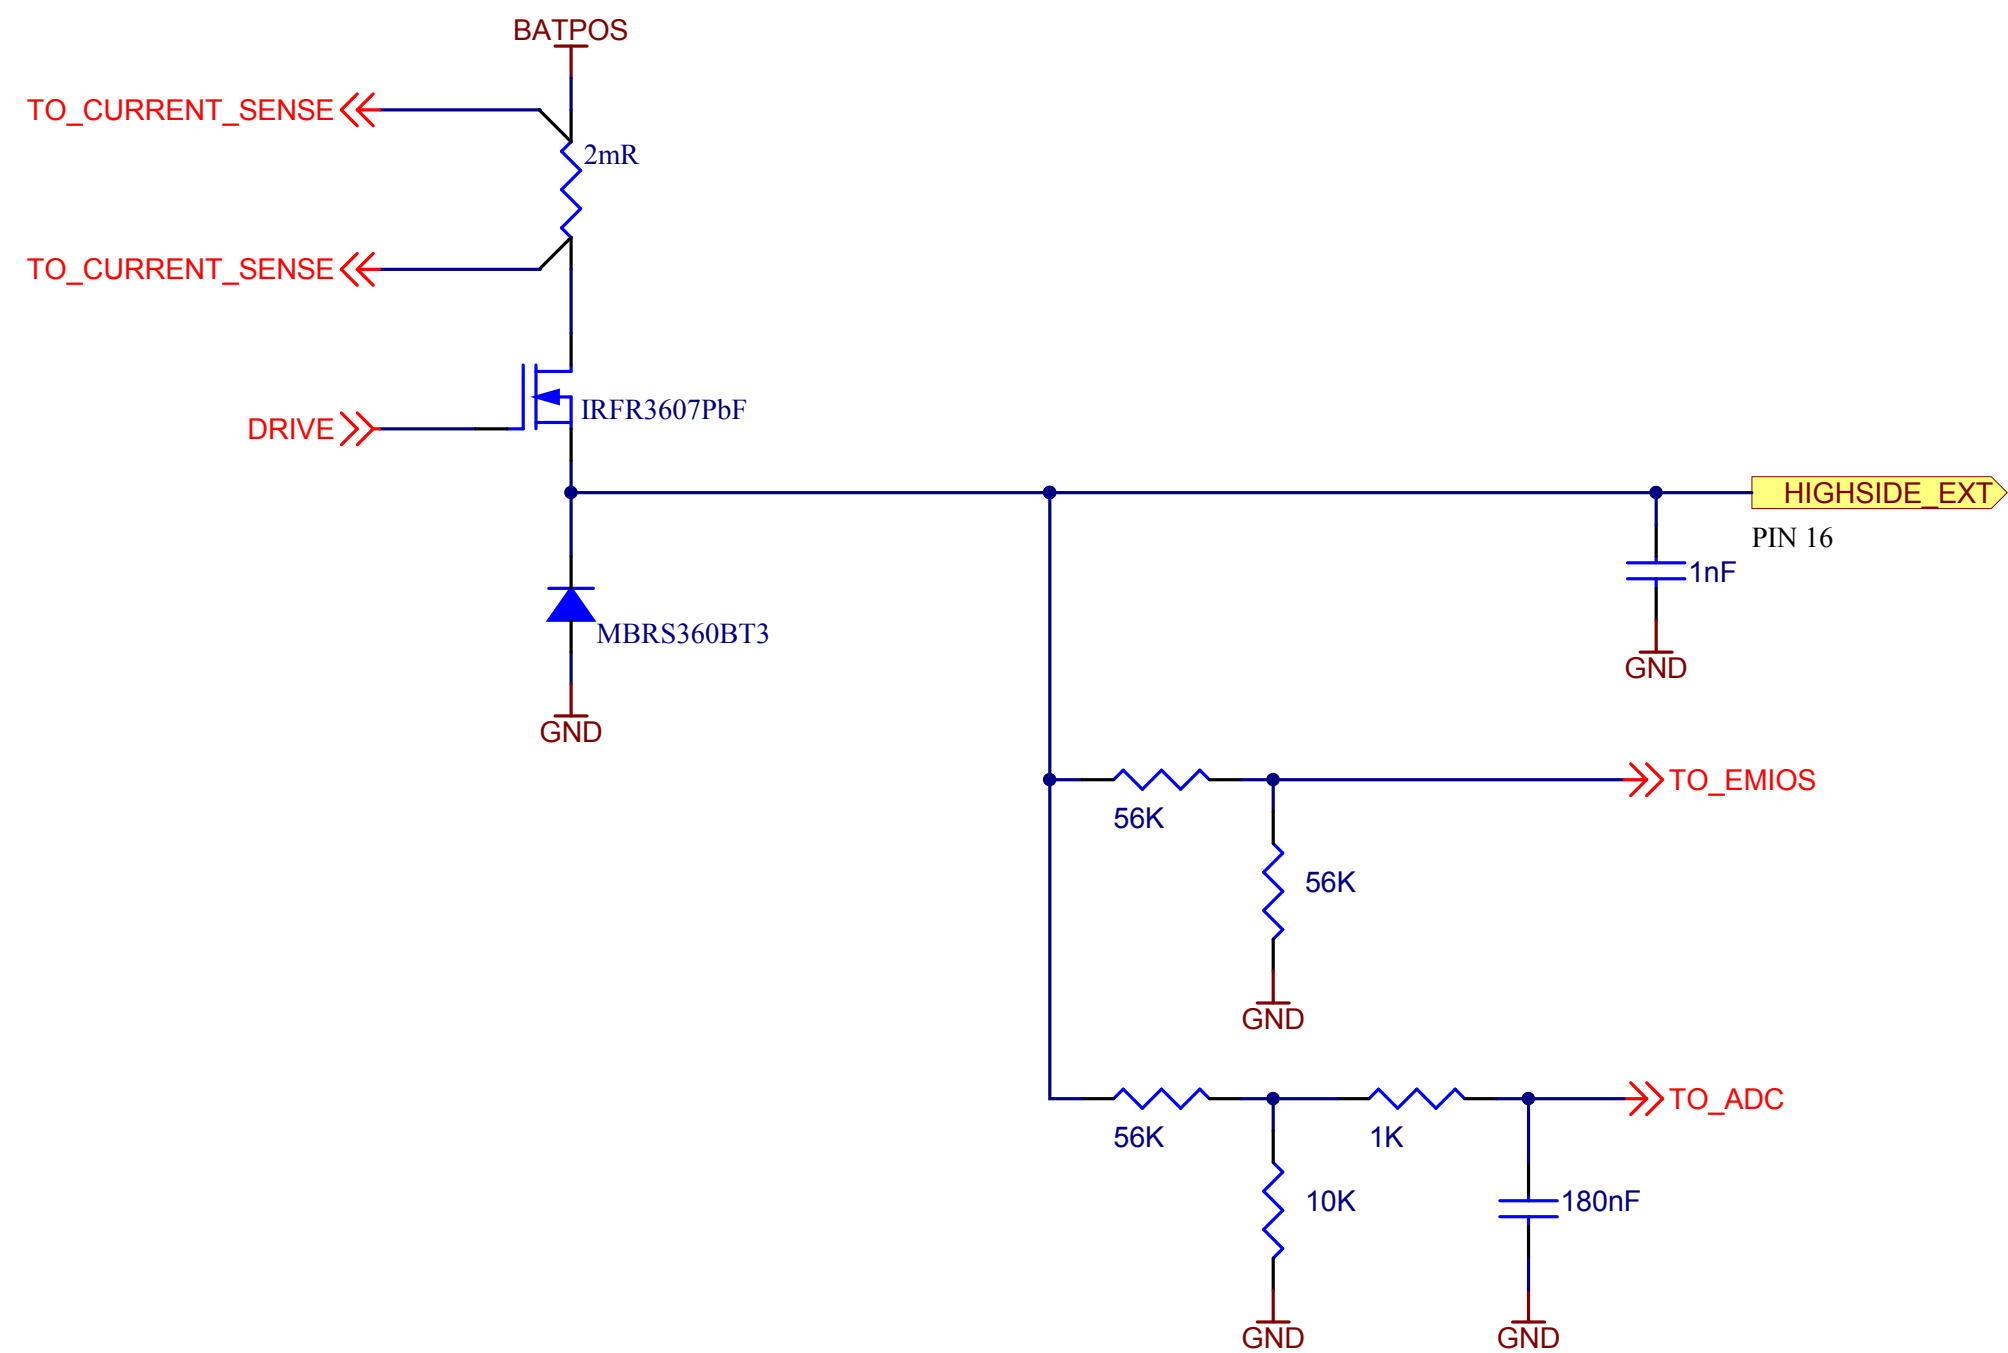 BATPOS
TO_CURRENT_SENSE
2mR
TO_CURRENT_SENSE
IRFR3607PbF
DRIVE
HIGHSIDE_EXT
PIN 16
1nF
MBRS360BT3
GND
GND
TO_EMIOS
56K
56K
GND
TO_ADC
56K
1K
10K
180nF
GND
GND